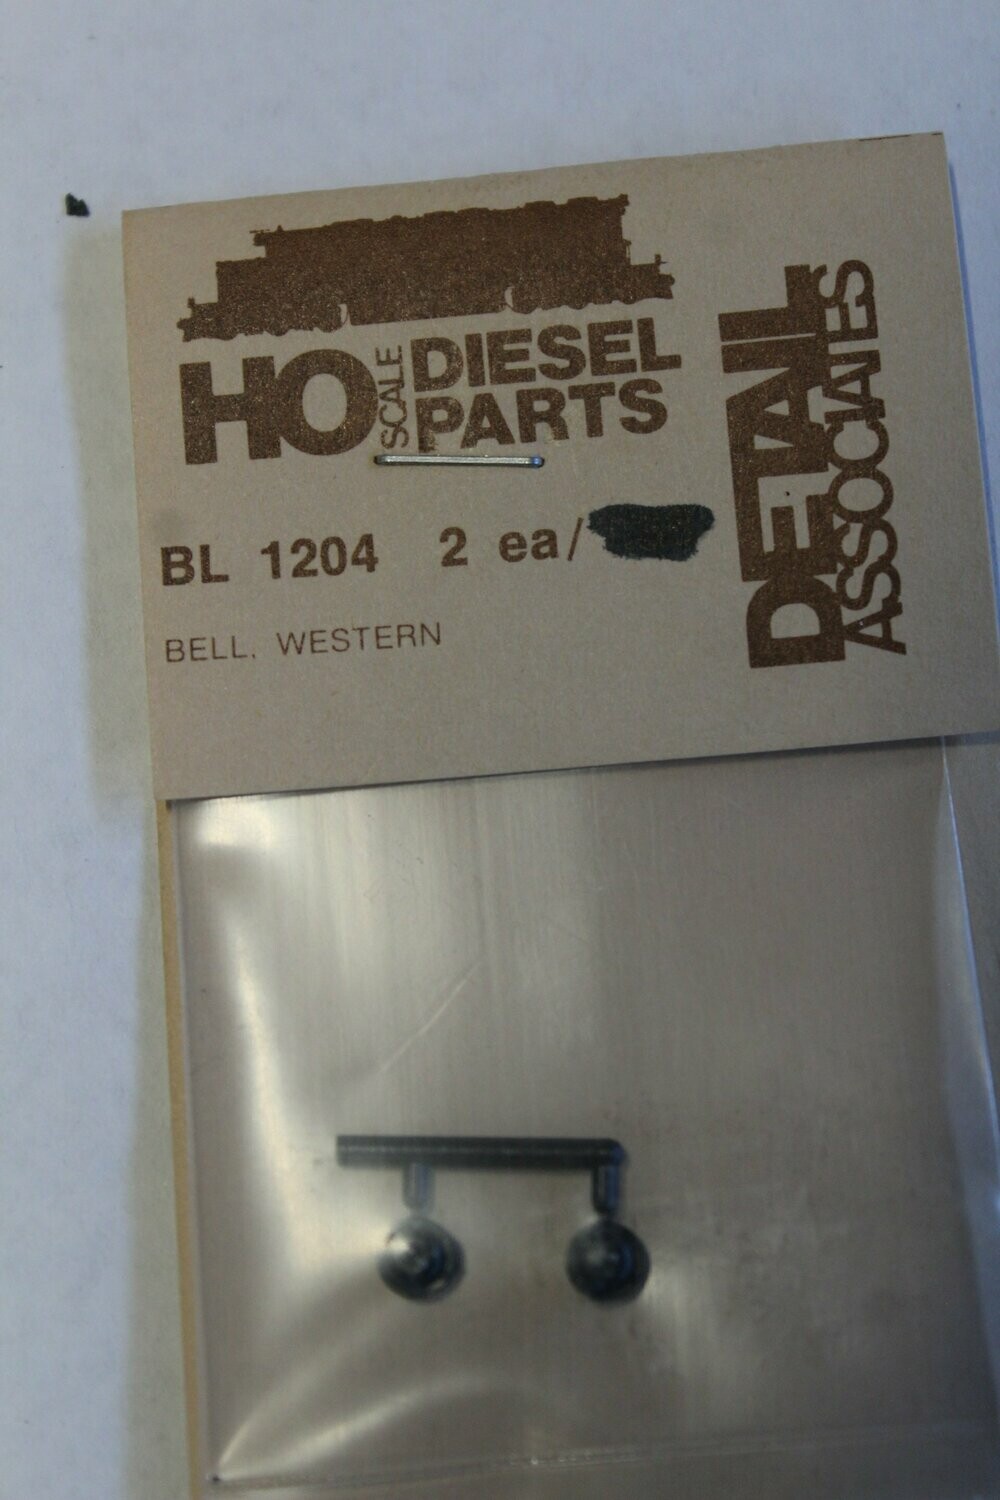 HO SCALE DIESEL PARTS
DETAIL ASSOCIATES
BL 1204 2 ea/
BELL, WESTERN